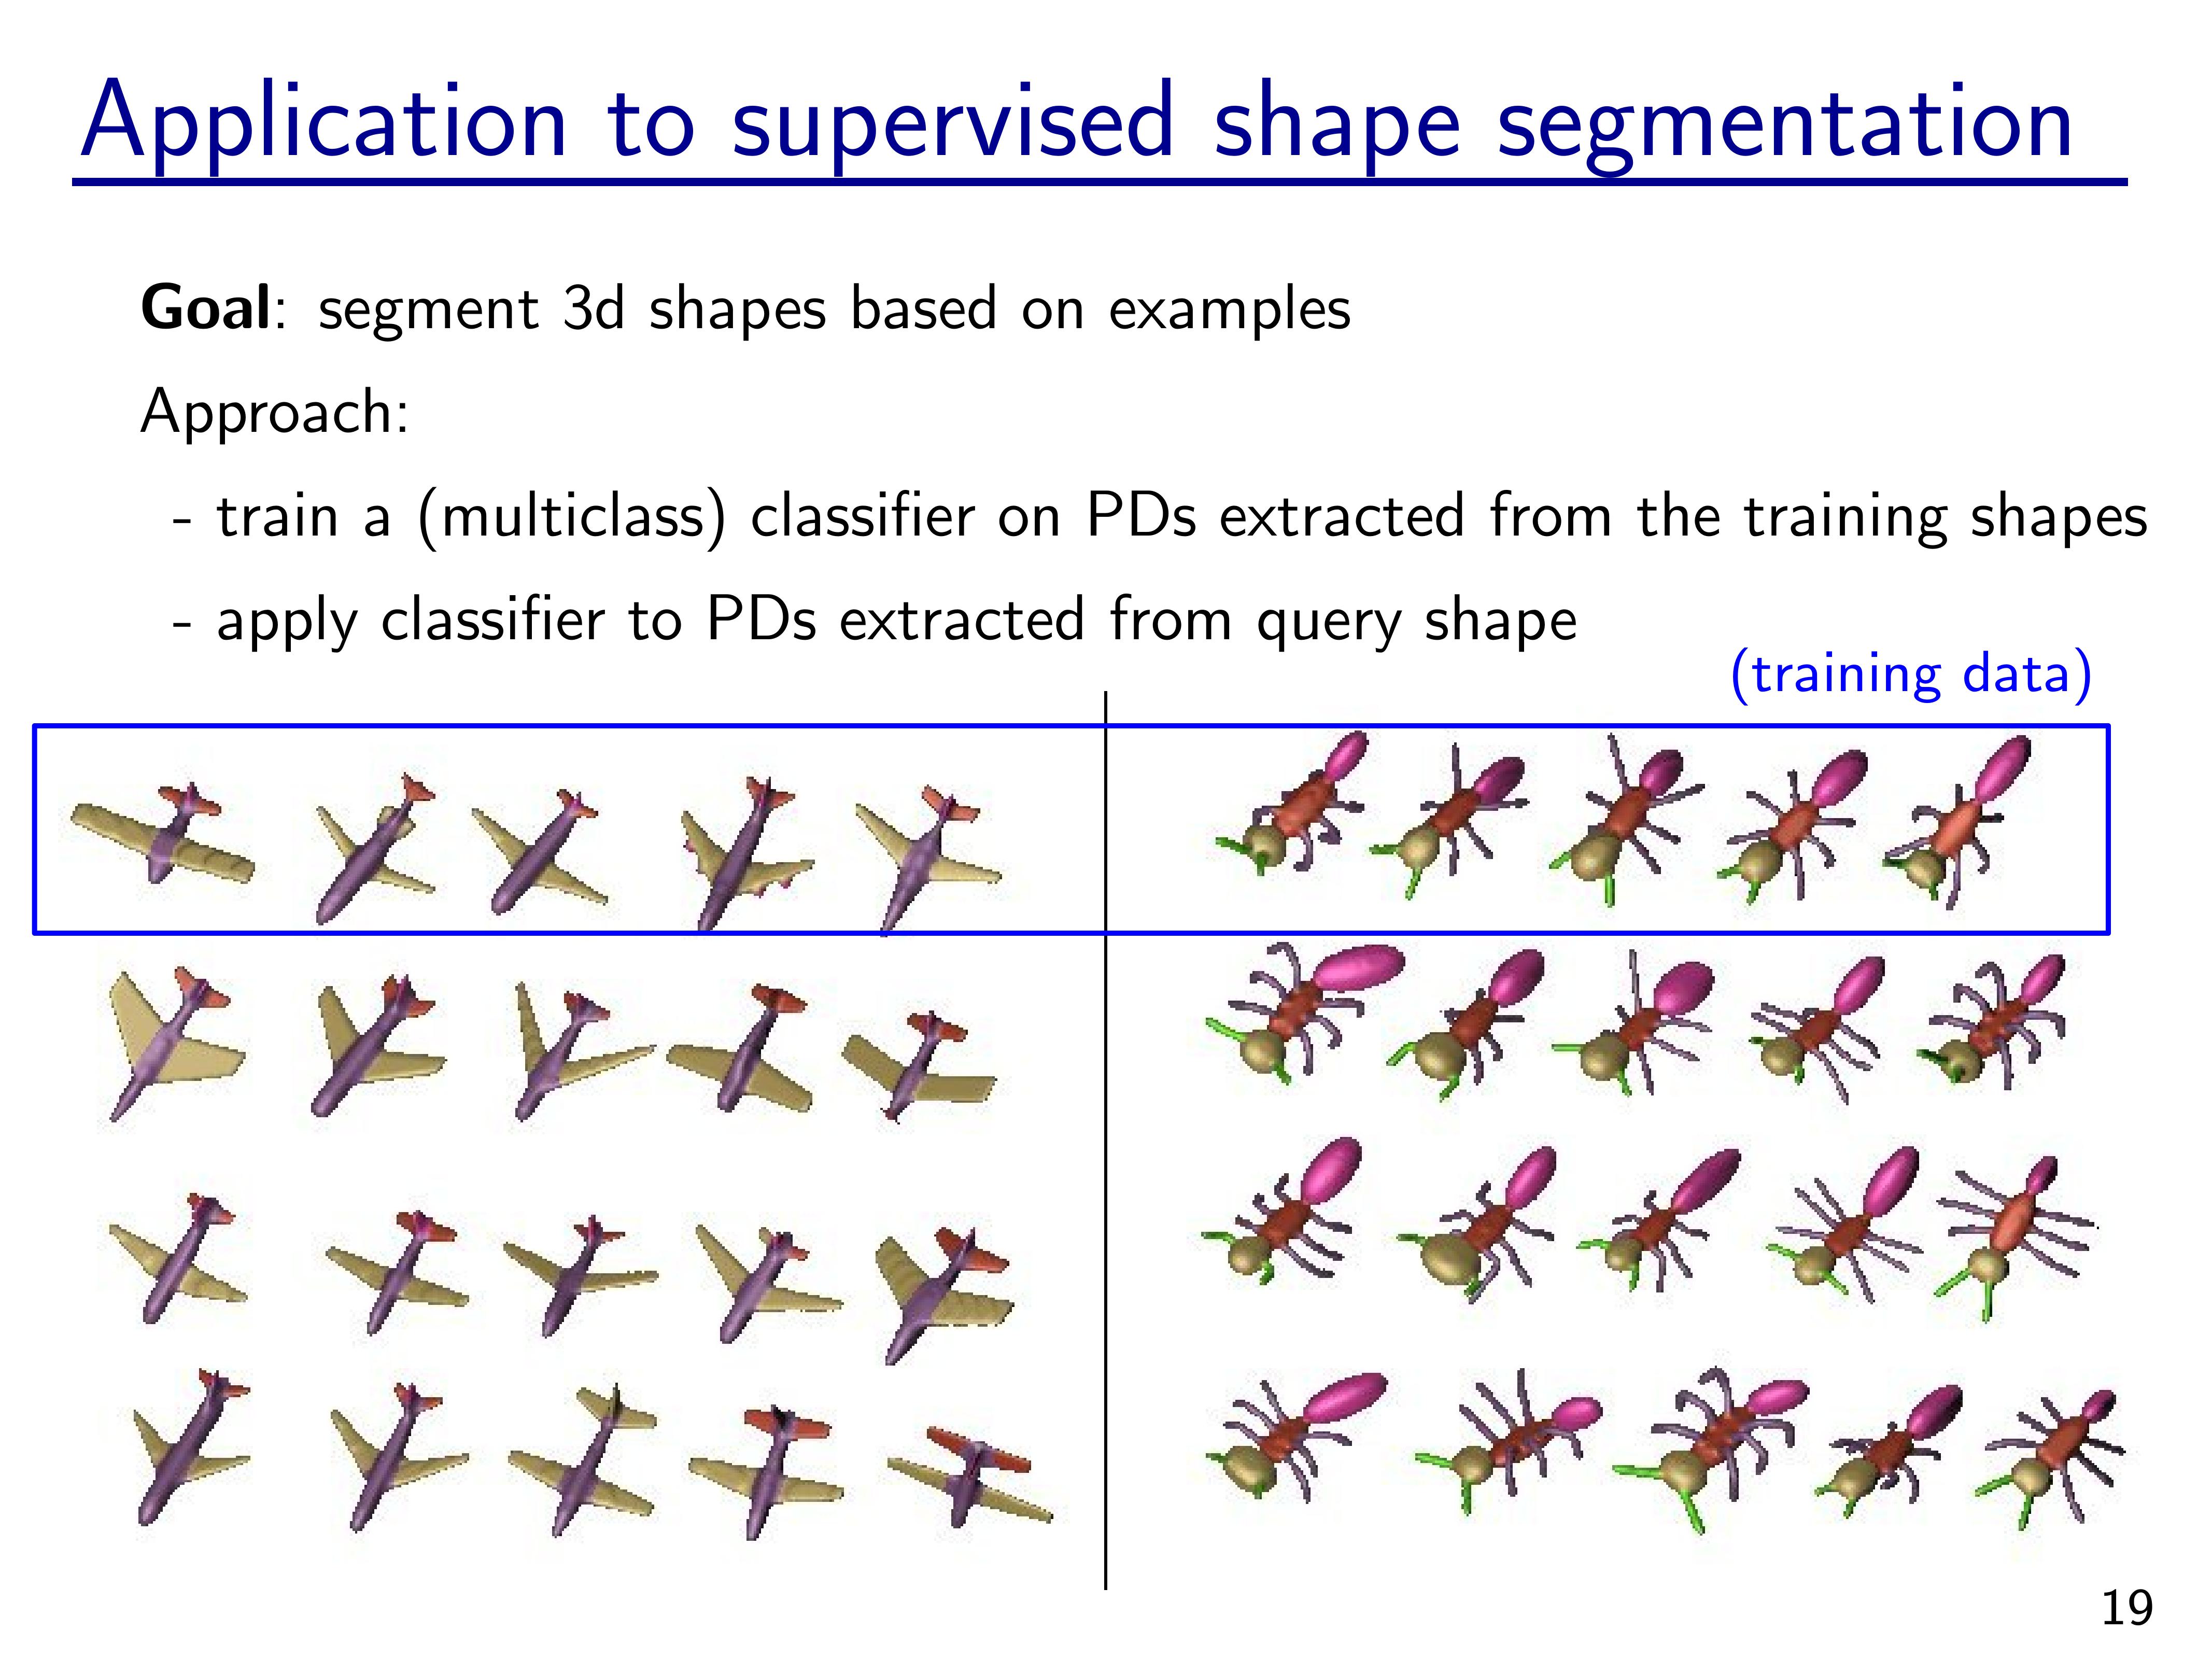 Application to supervised shape segmentation
Goal: segment 3d shapes based on examples
Approach:
- train a (multiclass) classifier on PDs extracted from the training shapes
- apply classifier to PDs extracted from query shape
(training data)
19